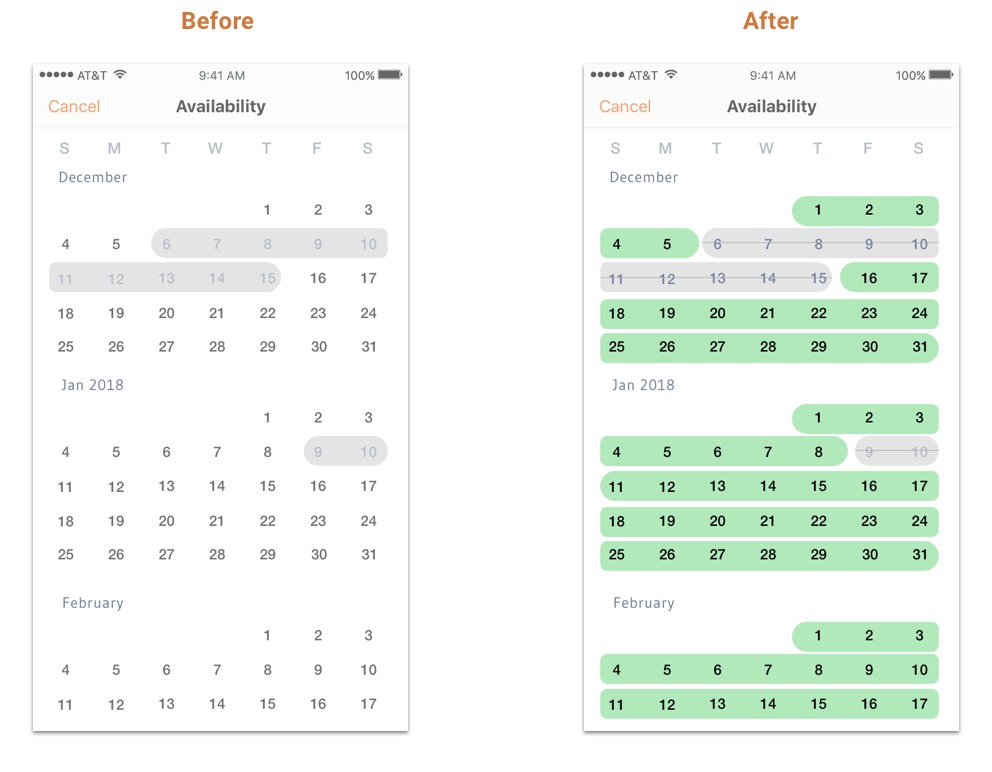 Before
AT&T 9:41 AM 100%
Cancel Availability
S M T W T F S
December
1 2 3
4 5 6 7 8 9 10
11 12 13 14 15 16 17
18 19 20 21 22 23 24
25 26 27 28 29 30 31
Jan 2018
1 2 3
4 5 6 7 8 9 10
11 12 13 14 15 16 17
18 19 20 21 22 23 24
25 26 27 28 29 30 31
February
1 2 3
4 5 6 7 8 9 10
11 12 13 14 15 16 17
After
AT&T 9:41 AM 100%
Cancel Availability
S M T W T F S
December
1 2 3
4 5 6 7 8 9 10
11 12 13 14 15 16 17
18 19 20 21 22 23 24
25 26 27 28 29 30 31
Jan 2018
1 2 3
4 5 6 7 8 9 10
11 12 13 14 15 16 17
18 19 20 21 22 23 24
25 26 27 28 29 30 31
February
1 2 3
4 5 6 7 8 9 10
11 12 13 14 15 16 17